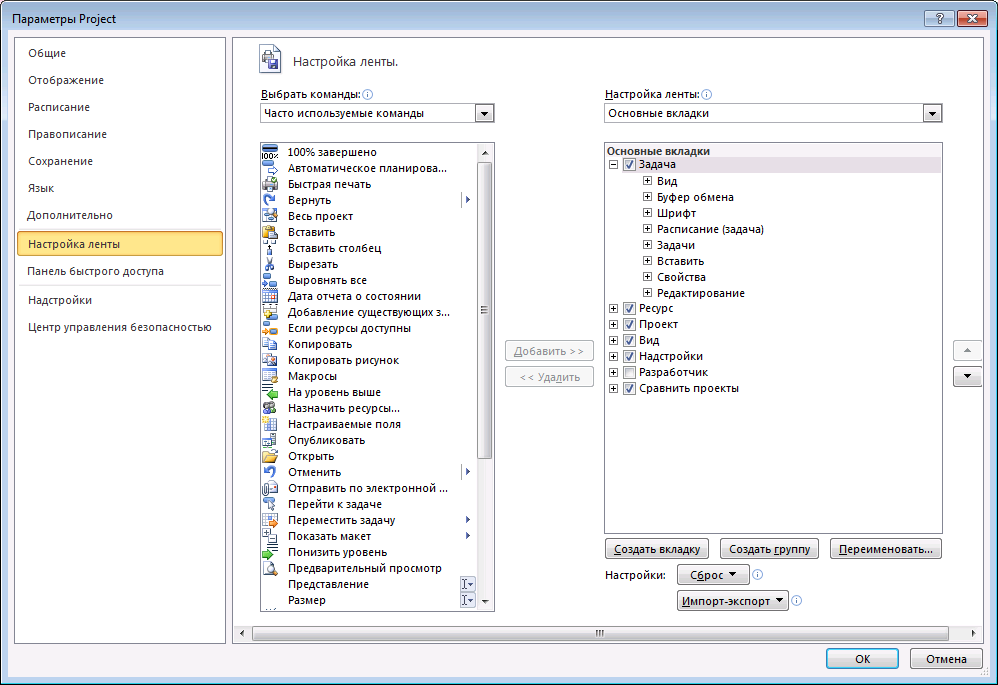 Параметры Project
Общие
Отображение
Расписание
Правописание
Сохранение
Язык
Дополнительно
Настройка ленты
Панель быстрого доступа
Надстройки
Центр управления безопасностью
Настройка ленты.
Выбрать команды:
Часто используемые команды
100% завершено
Автоматическое планирова...
Быстрая печать
Вернуть
Весь проект
Вставить
Вставить столбец
Вырезать
Выровнять все
Дата отчета о состоянии
Добавление существующих з...
Если ресурсы доступны
Копировать
Копировать рисунок
Макросы
На уровень выше
Назначить ресурсы...
Настраиваемые поля
Опубликовать
Открыть
Отменить
Отправить по электронной ...
Перейти к задаче
Переместить задачу
Показать макет
Понизить уровень
Предварительный просмотр
Представление
Размер
Добавить >>
<< Удалить
Настройка ленты:
Основные вкладки
Основные вкладки
Задача
Вид
Буфер обмена
Шрифт
Расписание (задача)
Задачи
Вставить
Свойства
Редактирование
Ресурс
Проект
Вид
Надстройки
Разработчик
Сравнить проекты
Создать вкладку
Создать группу
Переименовать...
Настройки:
Сброс
Импорт-экспорт
ОК
Отмена